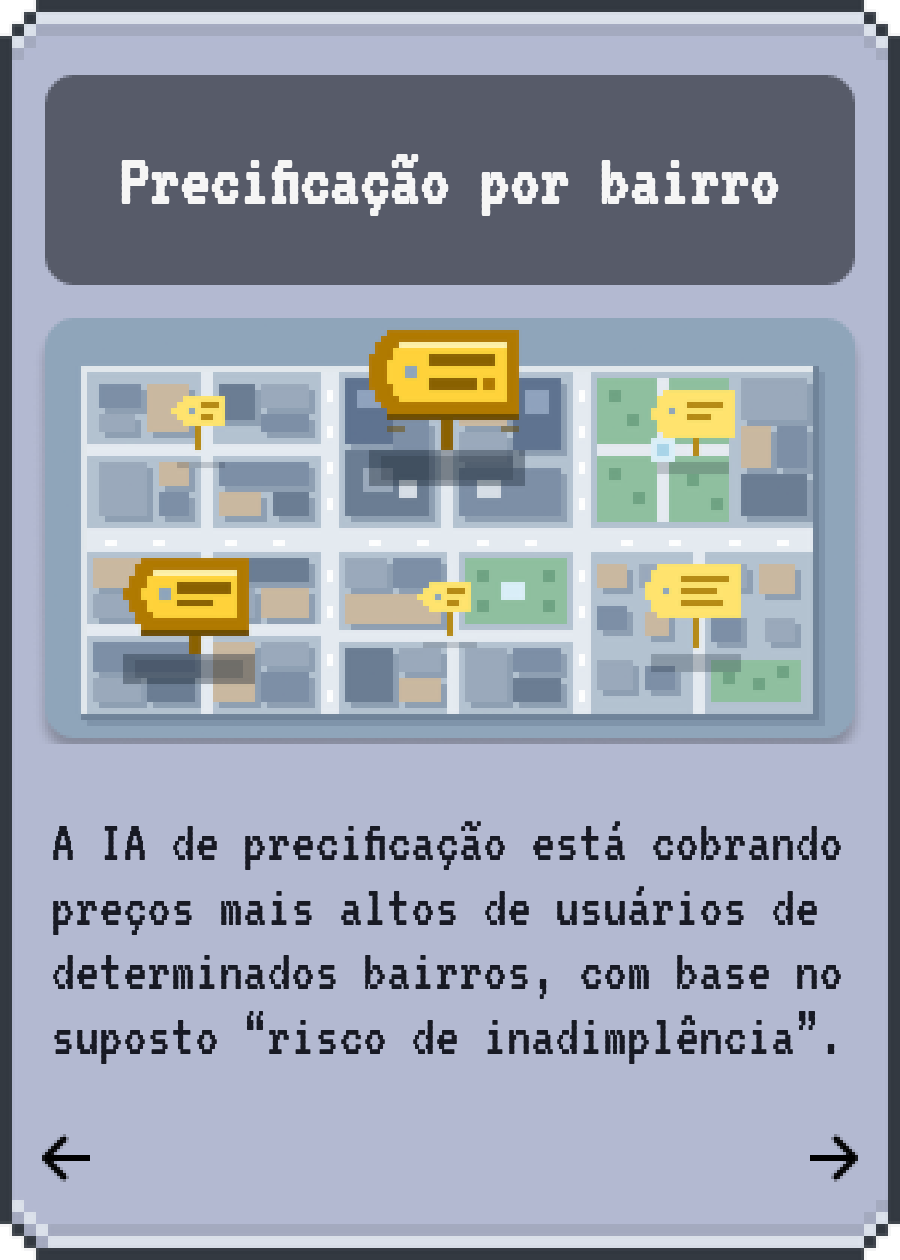 Precificação por bairro
A IA de precificação está cobrando
preços mais altos de usuários de
determinados bairros, com base no
suposto “risco de inadimplência”.